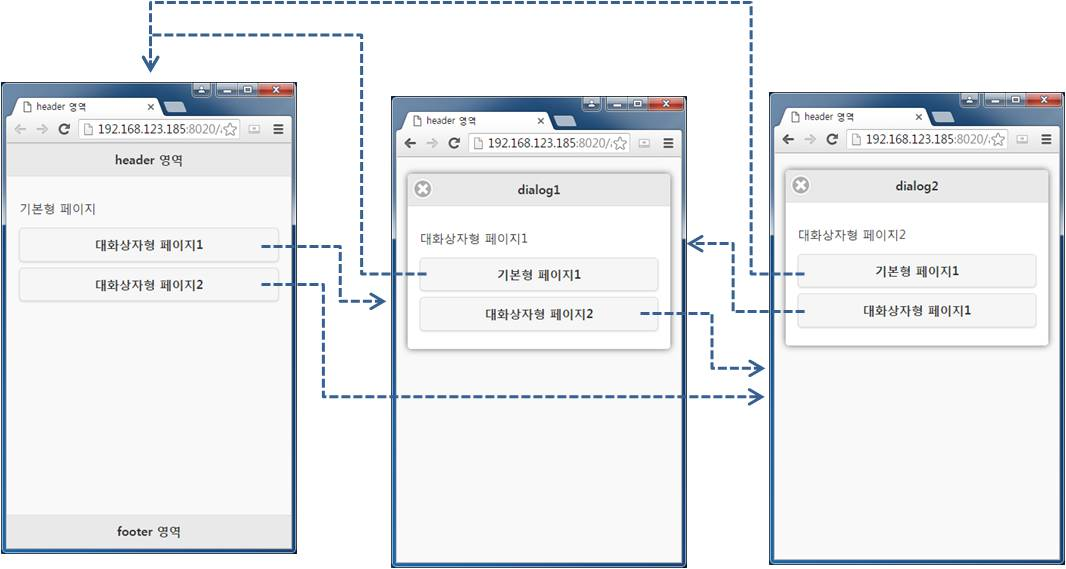 header 영역
192.168.123.185:8020/
header 영역
기본형 페이지
대화상자형 페이지1
대화상자형 페이지2
footer 영역
header 영역
192.168.123.185:8020/
dialog1
대화상자형 페이지1
기본형 페이지1
대화상자형 페이지2
header 영역
192.168.123.185:8020/
dialog2
대화상자형 페이지2
기본형 페이지1
대화상자형 페이지1